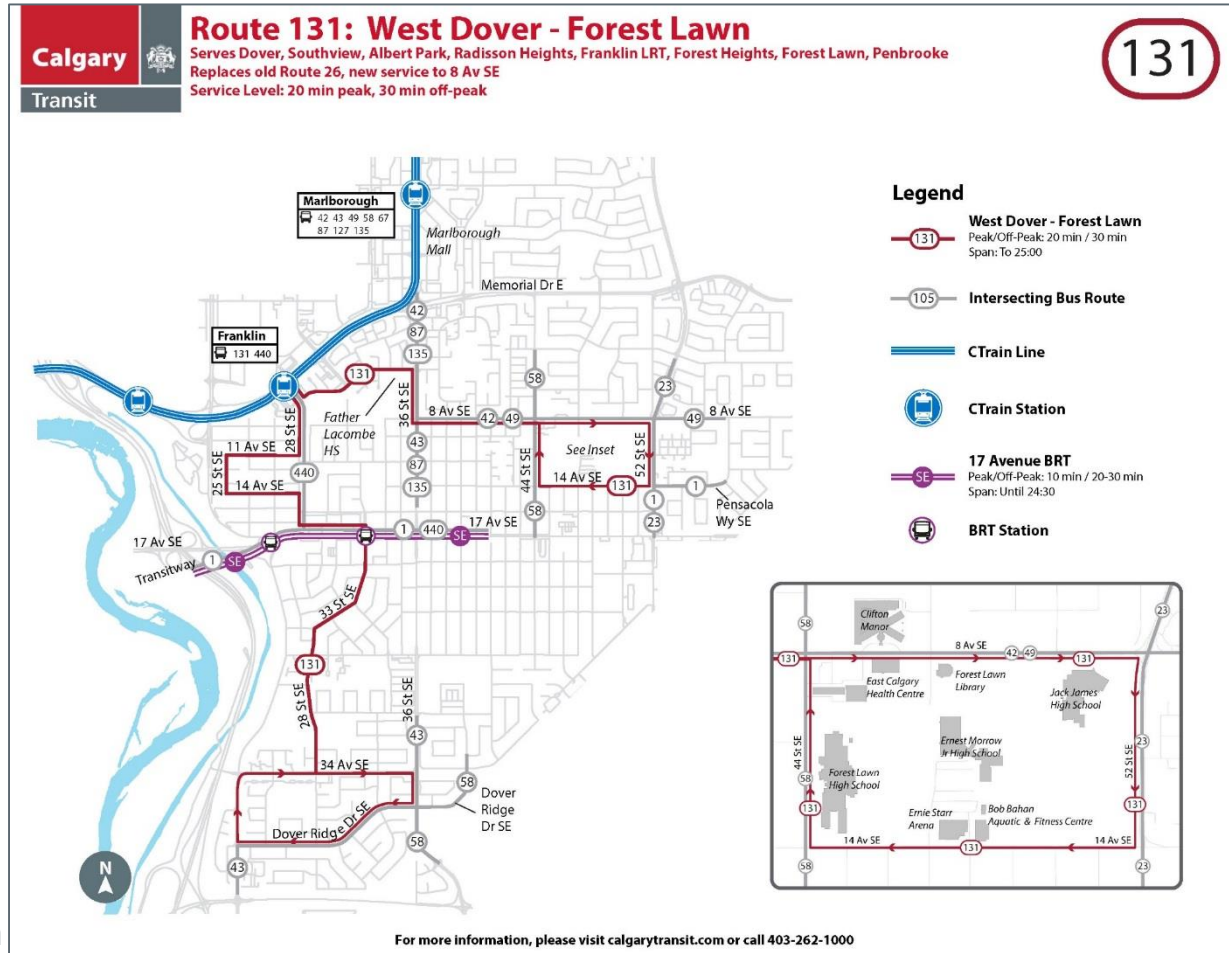 Calgary
Transit
Route 131: West Dover - Forest Lawn
Serves Dover, Southview, Albert Park, Radisson Heights, Franklin LRT, Forest Heights, Forest Lawn, Penbrooke
Replaces old Route 26, new service to 8 Av SE
Service Level: 20 min peak, 30 min off-peak
131
Marlborough
42 43 49 58 67
87 127 135
Marlborough
Mall
Memorial Dr E
42
87
135
Franklin
131 440
131
58
23
36 St SE
8 Av SE
42
49
8 Av SE
49
28 St SE
Father
Lacombe
HS
11 Av SE
25 St SE
14 Av SE
440
43
87
135
See Inset
44 St SE
52 St SE
14 Av SE
131
1
1
58
23
Pensacola
Wy SE
17 Av SE
1
440
17 Av SE
SE
Transitway
1
SE
33 St SE
131
28 St SE
36 St SE
43
34 Av SE
58
Dover
Ridge
Dr SE
Dover Ridge Dr SE
43
58
N
Legend
131
West Dover - Forest Lawn
Peak/Off-Peak: 20 min / 30 min
Span: To 25:00
105
Intersecting Bus Route
CTrain Line
CTrain Station
SE
17 Avenue BRT
Peak/Off-Peak: 10 min / 20-30 min
Span: Until 24:30
BRT Station
58
Clifton
Manor
23
8 Av SE
42
49
131
131
East Calgary
Health Centre
Forest Lawn
Library
Jack James
High School
44 St SE
52 St SE
Ernest Morrow
Jr High School
23
58
Forest Lawn
High School
131
131
Ernie Starr
Arena
Bob Bahan
Aquatic & Fitness Centre
14 Av SE
131
14 Av SE
58
23
For more information, please visit calgarytransit.com or call 403-262-1000